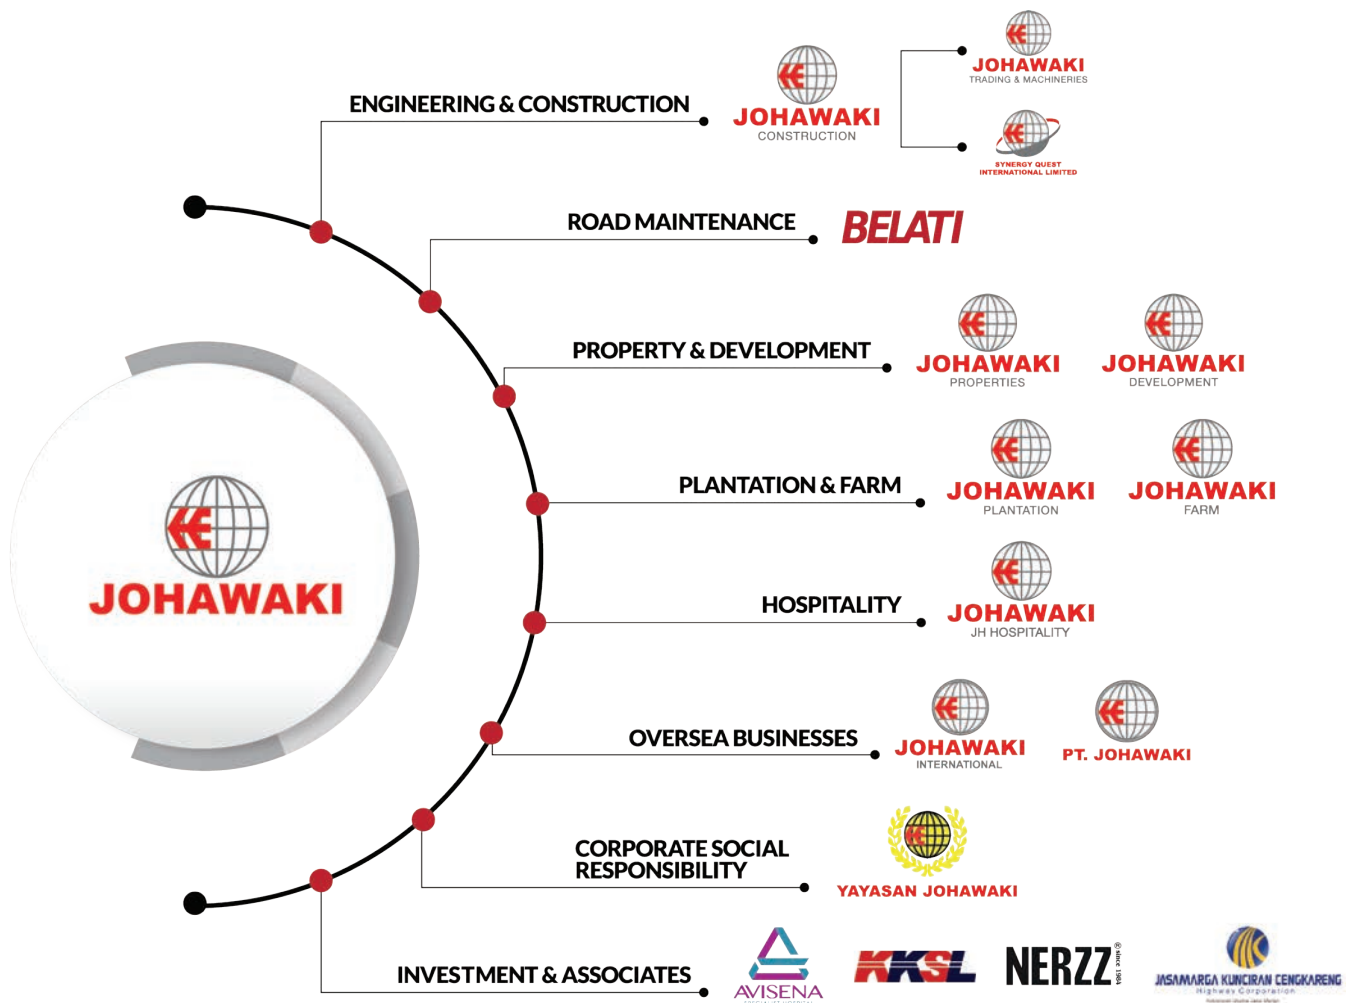 ENGINEERING & CONSTRUCTION
JOHAWAKI
CONSTRUCTION
JOHAWAKI
TRADING & MACHINERIES
SYNERGY QUEST
INTERNATIONAL LIMITED
ROAD MAINTENANCE
BELATI
PROPERTY & DEVELOPMENT
JOHAWAKI
PROPERTIES
JOHAWAKI
DEVELOPMENT
PLANTATION & FARM
JOHAWAKI
PLANTATION
JOHAWAKI
FARM
JOHAWAKI
HOSPITALITY
JOHAWAKI
JH HOSPITALITY
OVERSEA BUSINESSES
JOHAWAKI
INTERNATIONAL
PT. JOHAWAKI
CORPORATE SOCIAL
RESPONSIBILITY
YAYASAN JOHAWAKI
INVESTMENT & ASSOCIATES
AVISENA
KKSL
NERZZ
® since 1984
JASAMARGA KUNCIRAN CENGKARENG
Highway Corporation